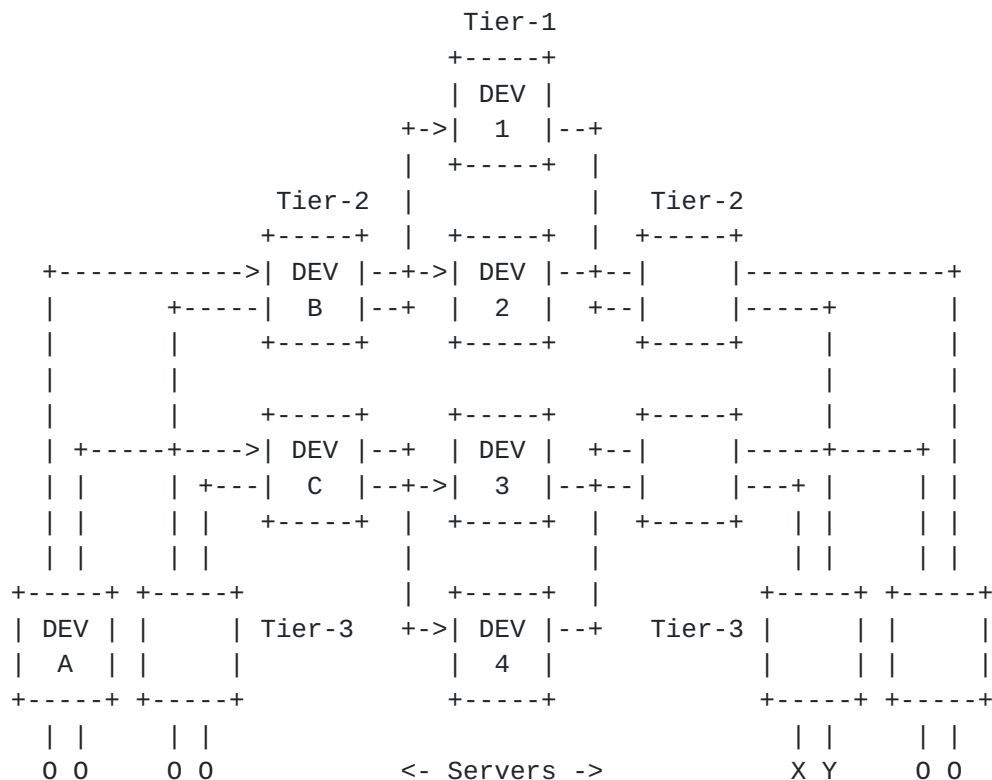 Tier-1
DEV
1
Tier-2 Tier-2
DEV DEV
B 2
DEV DEV
C 3
DEV Tier-3 DEV Tier-3
A 4
O O O O <- Servers -> X Y O O